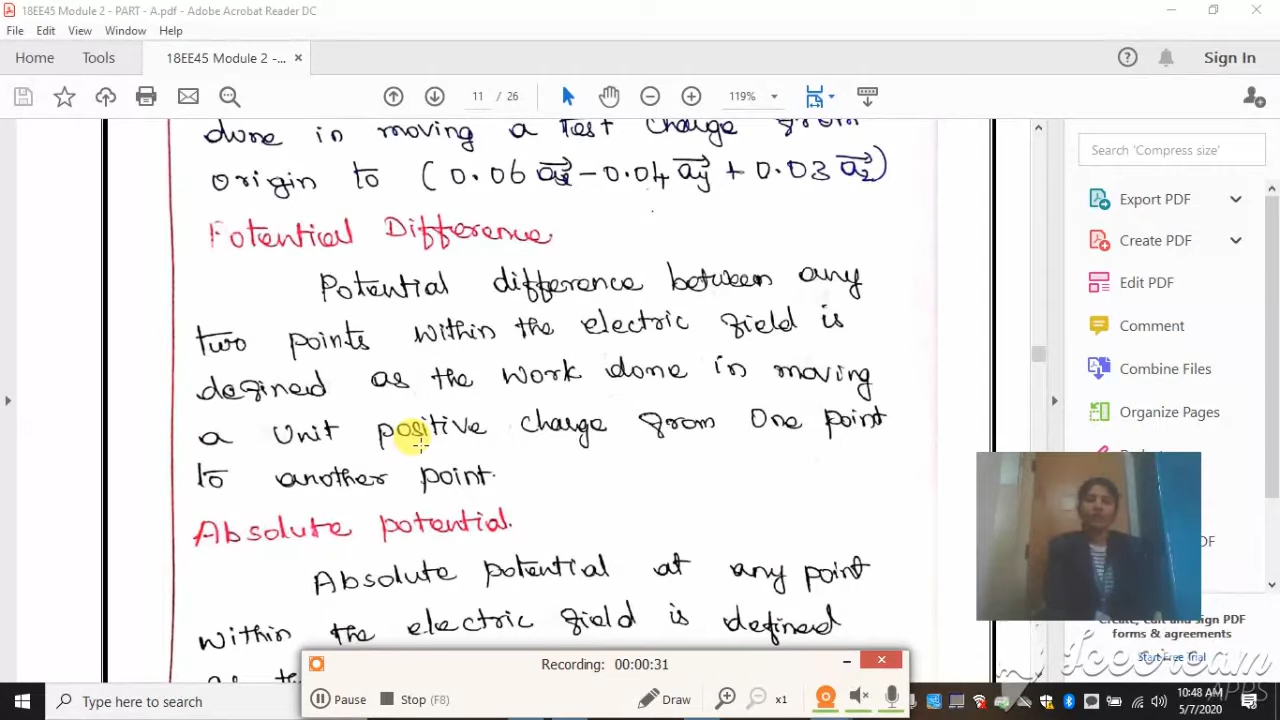 18EE45 Module 2 - PART - A.pdf - Adobe Acrobat Reader DC
File Edit View Window Help
Home Tools 18EE45 Module 2 -... × Sign In
11 / 26 119%
done in moving a test charge from
origin to ( 0.06 ax - 0.04 ay + 0.03 az )
Potential Difference
Potential difference between any
two points within the electric field is
defined as the work done in moving
a Unit positive charge from One point
to another point.
Absolute potential.
Absolute potential at any point
within the electric field is defined
as
Search 'Compress size'
Export PDF
Create PDF
Edit PDF
Comment
Combine Files
Organize Pages
DF
Create, edit and sign PDF
forms & agreements
Start Free Trial
IceCream
APPS
Recording: 00:00:31
Pause Stop (F8) Draw x1
Type here to search
10:48 AM
5/7/2020